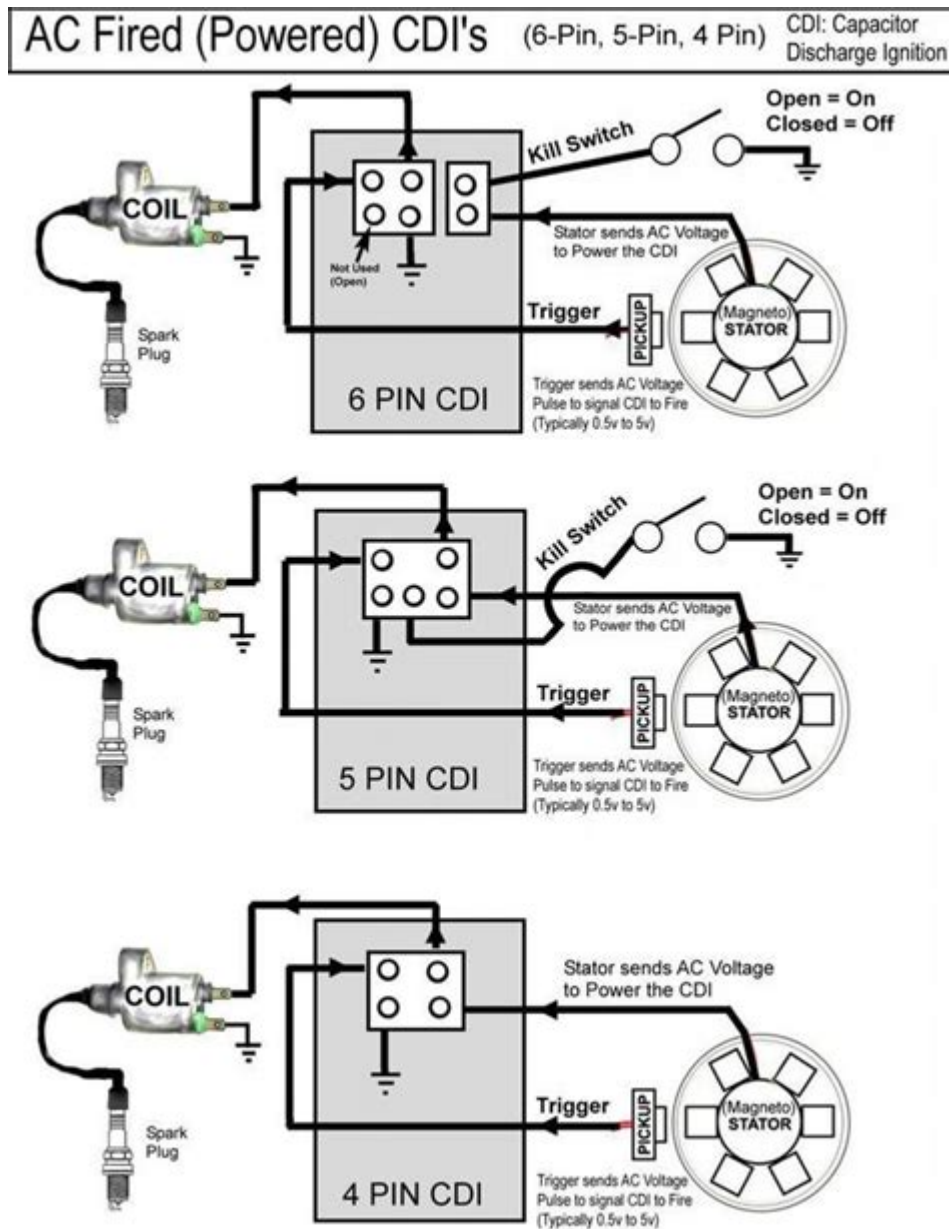 AC Fired (Powered) CDI's (6-Pin, 5-Pin, 4 Pin)
CDI: Capacitor
Discharge Ignition
Open = On
Closed = Off
Kill Switch
COIL
Stator sends AC Voltage
to Power the CDI
Not Used
(Open)
Spark
Plug
Trigger
PICKUP
(Magneto)
STATOR
Trigger sends AC Voltage
Pulse to signal CDI to Fire
(Typically 0.5v to 5v)
6 PIN CDI
Open = On
Closed = Off
Kill Switch
COIL
Stator sends AC Voltage
to Power the CDI
Spark
Plug
Trigger
PICKUP
(Magneto)
STATOR
Trigger sends AC Voltage
Pulse to signal CDI to Fire
(Typically 0.5v to 5v)
5 PIN CDI
Stator sends AC Voltage
to Power the CDI
COIL
Spark
Plug
Trigger
PICKUP
(Magneto)
STATOR
Trigger sends AC Voltage
Pulse to signal CDI to Fire
(Typically 0.5v to 5v)
4 PIN CDI